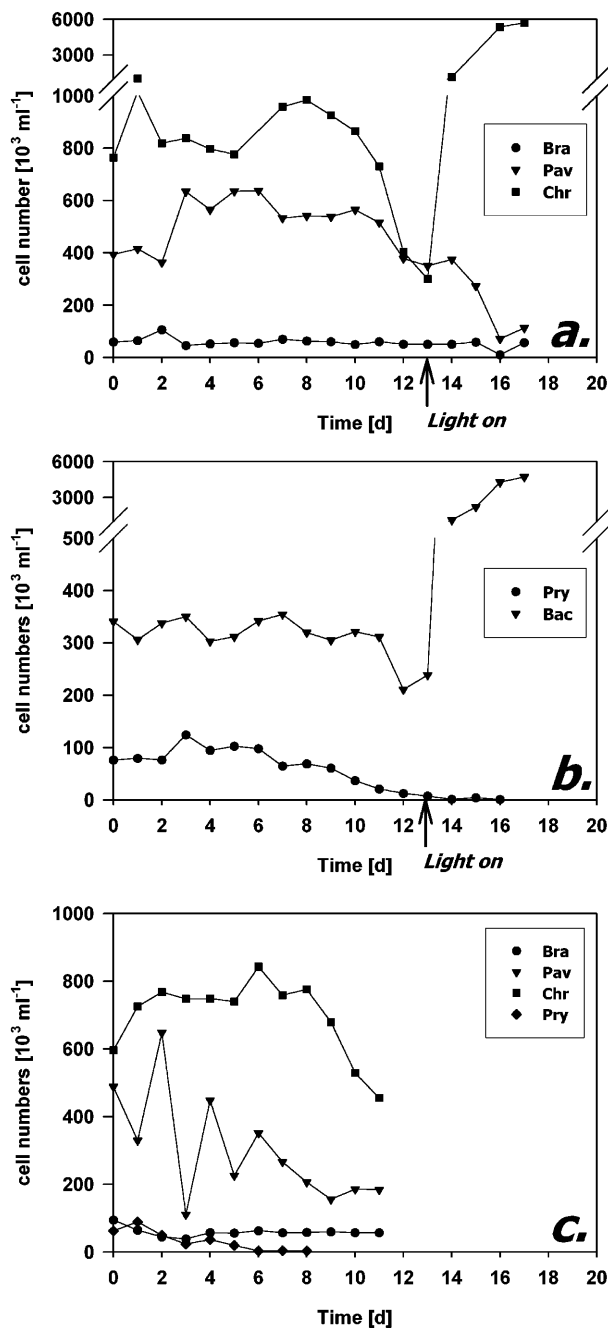 6000
3000
1000
800
600
400
200
0
cell number [10³ ml⁻¹]
Bra
Pav
Chr
a.
0 2 4 6 8 10 12 14 16 18 20
Time [d]
Light on
6000
3000
500
400
300
200
100
0
cell numbers [10³ ml⁻¹]
Pry
Bac
b.
0 2 4 6 8 10 12 14 16 18 20
Time [d]
Light on
1000
800
600
400
200
0
cell numbers [10³ ml⁻¹]
Bra
Pav
Chr
Pry
c.
0 2 4 6 8 10 12 14 16 18 20
Time [d]